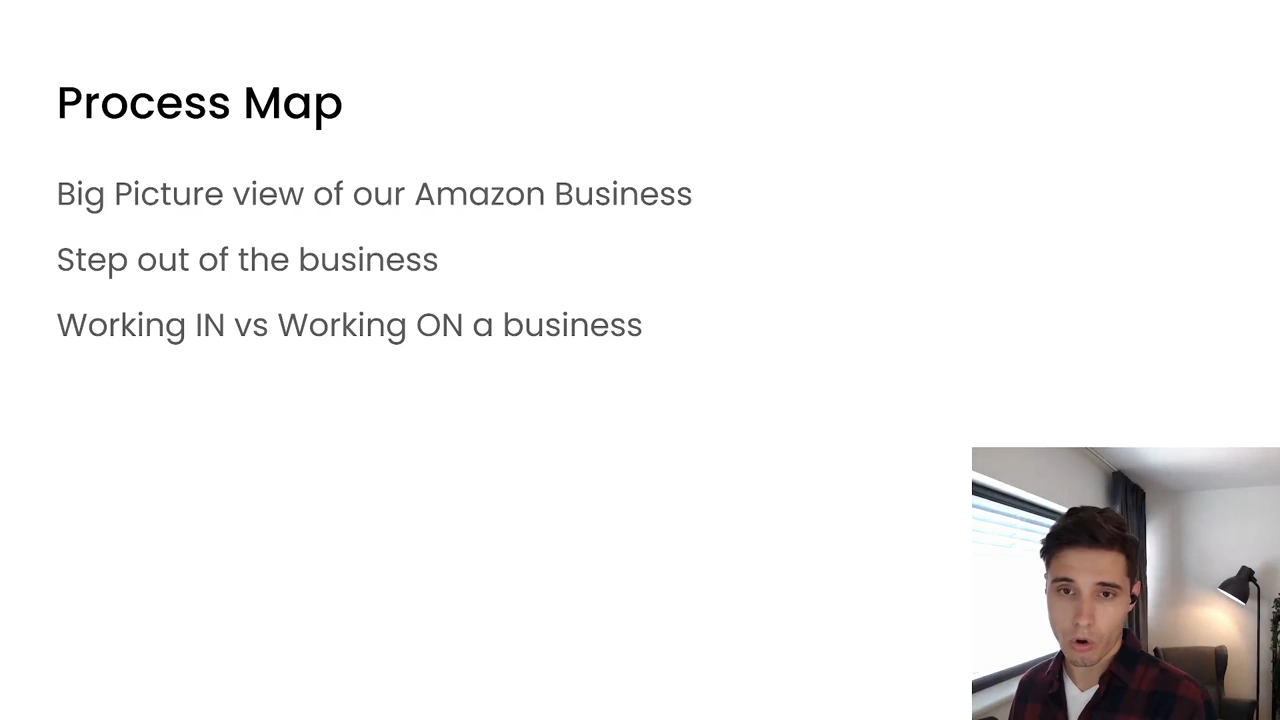 Process Map
Big Picture view of our Amazon Business
Step out of the business
Working IN vs Working ON a business